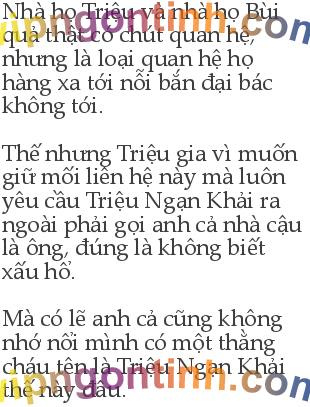 Nhà họ Triệu và nhà họ Bùi
quả thật có chút quan hệ,
nhưng là loại quan hệ họ
hàng xa tới nỗi bắn đại bác
không tới.
Thế nhưng Triệu gia vì muốn
giữ mối liên hệ này mà luôn
yêu cầu Triệu Ngạn Khải ra
ngoài phải gọi anh cả nhà cậu
là ông, đúng là không biết
xấu hổ.
Mà có lẽ anh cả cũng không
nhớ nổi mình có một thằng
cháu tên là Triệu Ngạn Khải
thế này đâu.
vipngontinh.com
vipngontinh.com